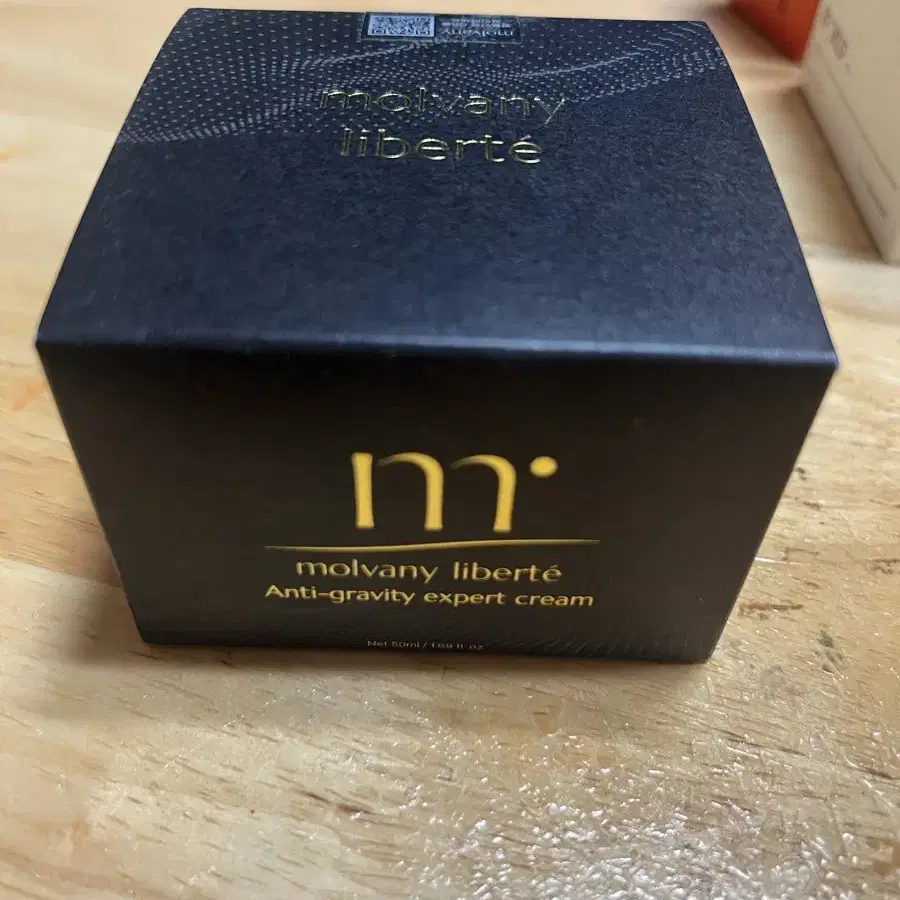 molvany
liberté
m
molvany liberté
Anti-gravity expert cream
Net 50ml / 1.69 fl. oz